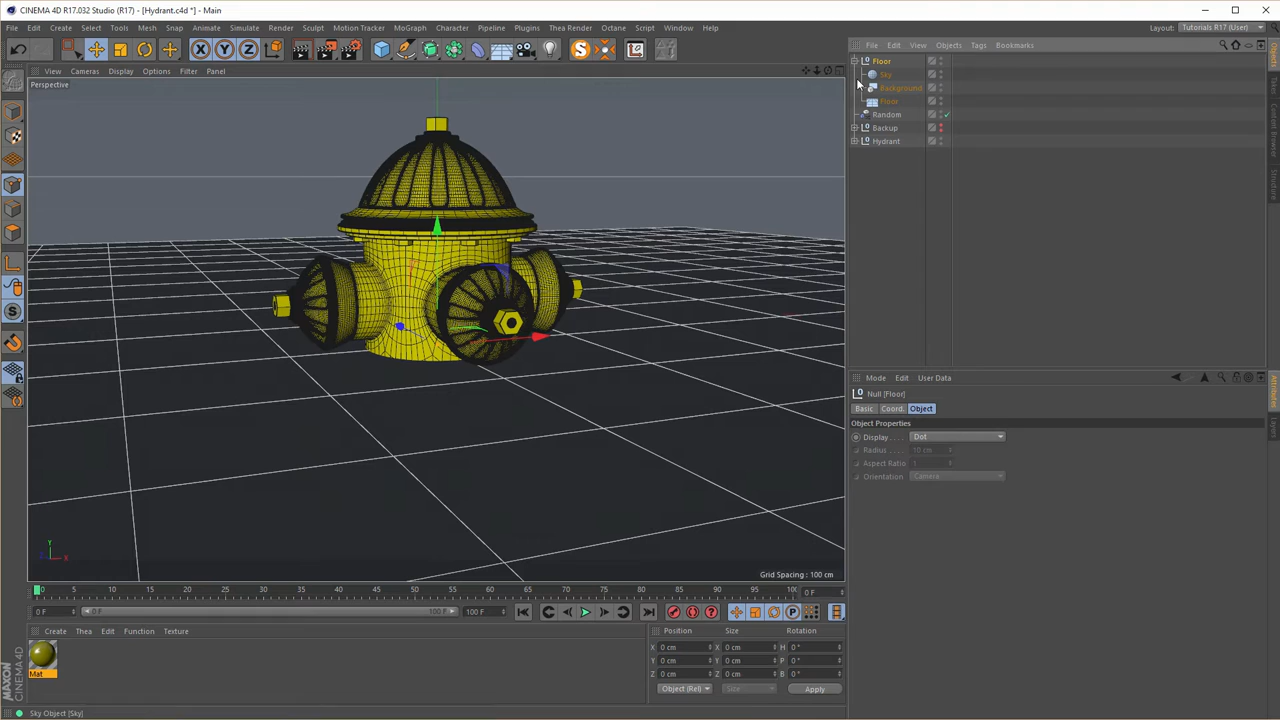 CINEMA 4D R17.032 Studio (R17) - [Hydrant.c4d *] - Main
File Edit Create Select Tools Mesh Snap Animate Simulate Render Sculpt Motion Tracker MoGraph Character Pipeline Plugins Octane Script Window Help
Layout: Tutorials R17 (User)
X Y Z
View Cameras Display Options Filter Panel
Perspective
Y
X
Grid Spacing : 100 cm
File Edit View Objects Tags Bookmarks
Floor
Sky
Background
Floor
Random
Backup
Hydrant
Objects
Takes
Content Browser
Structure
Mode Edit User Data
Null [Floor]
Basic Coord. Object
Object Properties
Display . . . . Dot
Radius . . . . . 10 cm
Aspect Ratio 1
Orientation . Camera
Attributes
Layers
0 5 10 15 20 25 30 35 40 45 50 55 60 65 70 75 80 85 90 95 100
0 F
0 F 0 F 100 F 100 F
P
Create Thea Edit Function Texture
Mat
Position Size Rotation
X 0 cm X 0 cm H 0 °
Y 0 cm Y 0 cm P 0 °
Z 0 cm Z 0 cm B 0 °
Object (Rel) Size Apply
MAXON
CINEMA 4D
Sky Object [Sky]